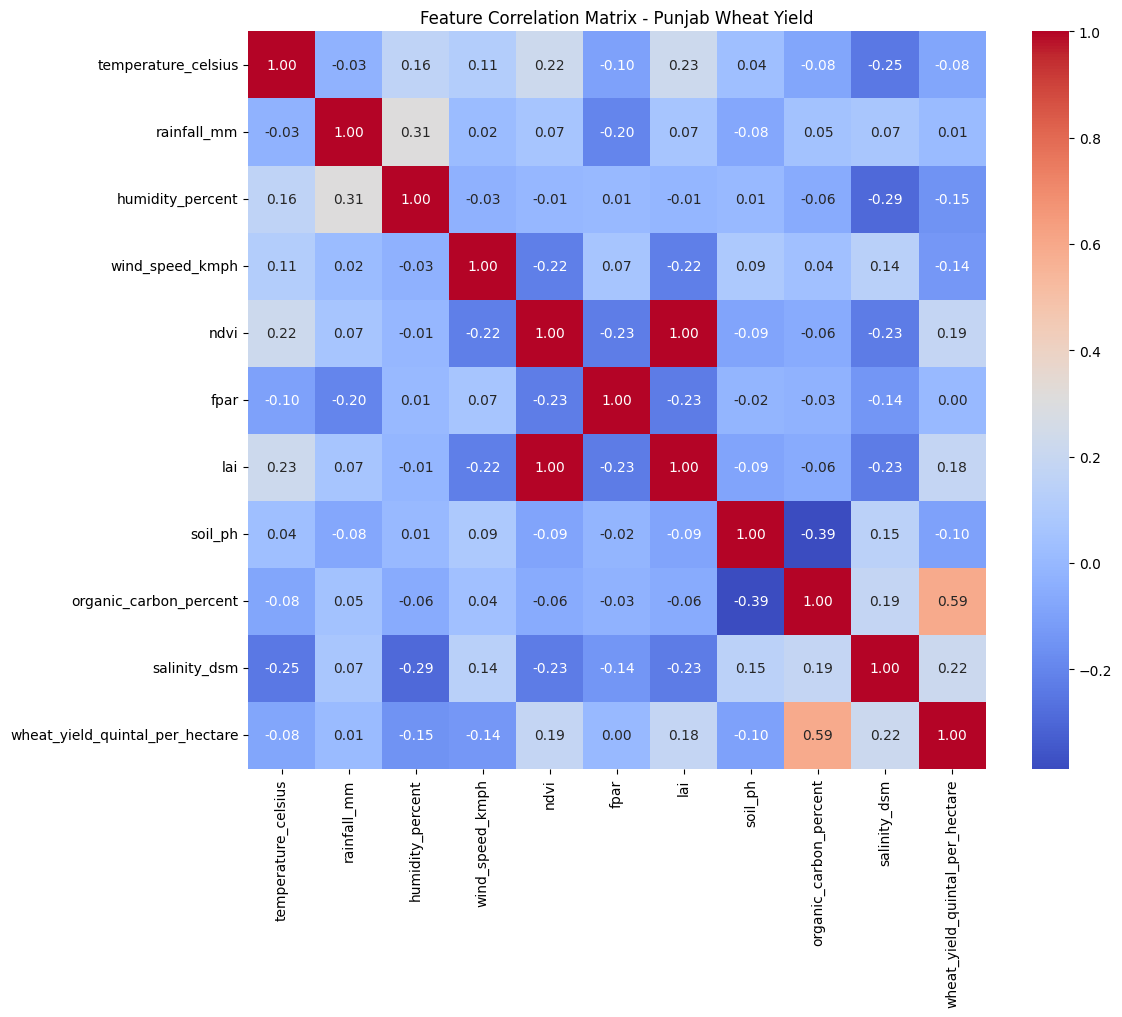 Feature Correlation Matrix - Punjab Wheat Yield
temperature_celsius 1.00 -0.03 0.16 0.11 0.22 -0.10 0.23 0.04 -0.08 -0.25 -0.08
rainfall_mm -0.03 1.00 0.31 0.02 0.07 -0.20 0.07 -0.08 0.05 0.07 0.01
humidity_percent 0.16 0.31 1.00 -0.03 -0.01 0.01 -0.01 0.01 -0.06 -0.29 -0.15
wind_speed_kmph 0.11 0.02 -0.03 1.00 -0.22 0.07 -0.22 0.09 0.04 0.14 -0.14
ndvi 0.22 0.07 -0.01 -0.22 1.00 -0.23 1.00 -0.09 -0.06 -0.23 0.19
fpar -0.10 -0.20 0.01 0.07 -0.23 1.00 -0.23 -0.02 -0.03 -0.14 0.00
lai 0.23 0.07 -0.01 -0.22 1.00 -0.23 1.00 -0.09 -0.06 -0.23 0.18
soil_ph 0.04 -0.08 0.01 0.09 -0.09 -0.02 -0.09 1.00 -0.39 0.15 -0.10
organic_carbon_percent -0.08 0.05 -0.06 0.04 -0.06 -0.03 -0.06 -0.39 1.00 0.19 0.59
salinity_dsm -0.25 0.07 -0.29 0.14 -0.23 -0.14 -0.23 0.15 0.19 1.00 0.22
wheat_yield_quintal_per_hectare -0.08 0.01 -0.15 -0.14 0.19 0.00 0.18 -0.10 0.59 0.22 1.00
temperature_celsius
rainfall_mm
humidity_percent
wind_speed_kmph
ndvi
fpar
lai
soil_ph
organic_carbon_percent
salinity_dsm
wheat_yield_quintal_per_hectare
1.0
0.8
0.6
0.4
0.2
0.0
−0.2